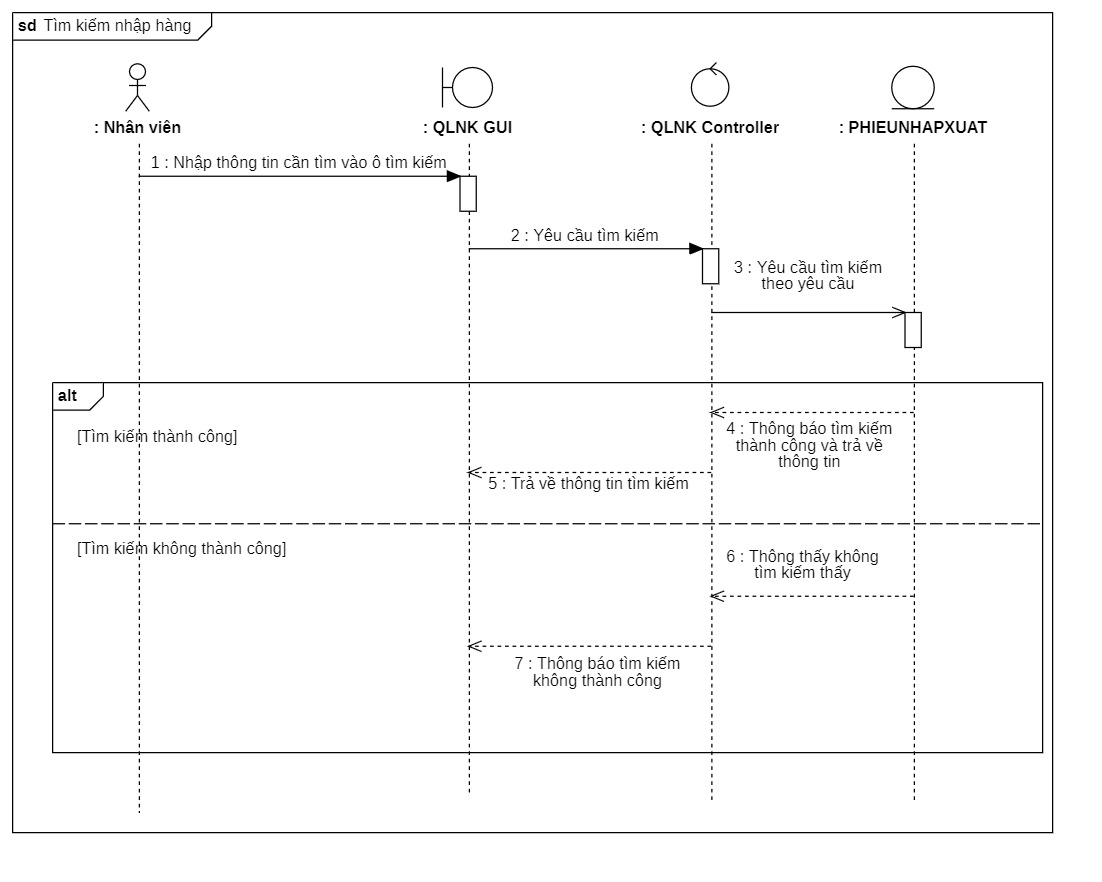 sd Tìm kiếm nhập hàng
: Nhân viên
: QLNK GUI
: QLNK Controller
: PHIEUNHAPXUAT
1 : Nhập thông tin cần tìm vào ô tìm kiếm
2 : Yêu cầu tìm kiếm
3 : Yêu cầu tìm kiếm
theo yêu cầu
alt
[Tìm kiếm thành công]
4 : Thông báo tìm kiếm
thành công và trả về
thông tin
5 : Trả về thông tin tìm kiếm
[Tìm kiếm không thành công]
6 : Thông thấy không
tìm kiếm thấy
7 : Thông báo tìm kiếm
không thành công